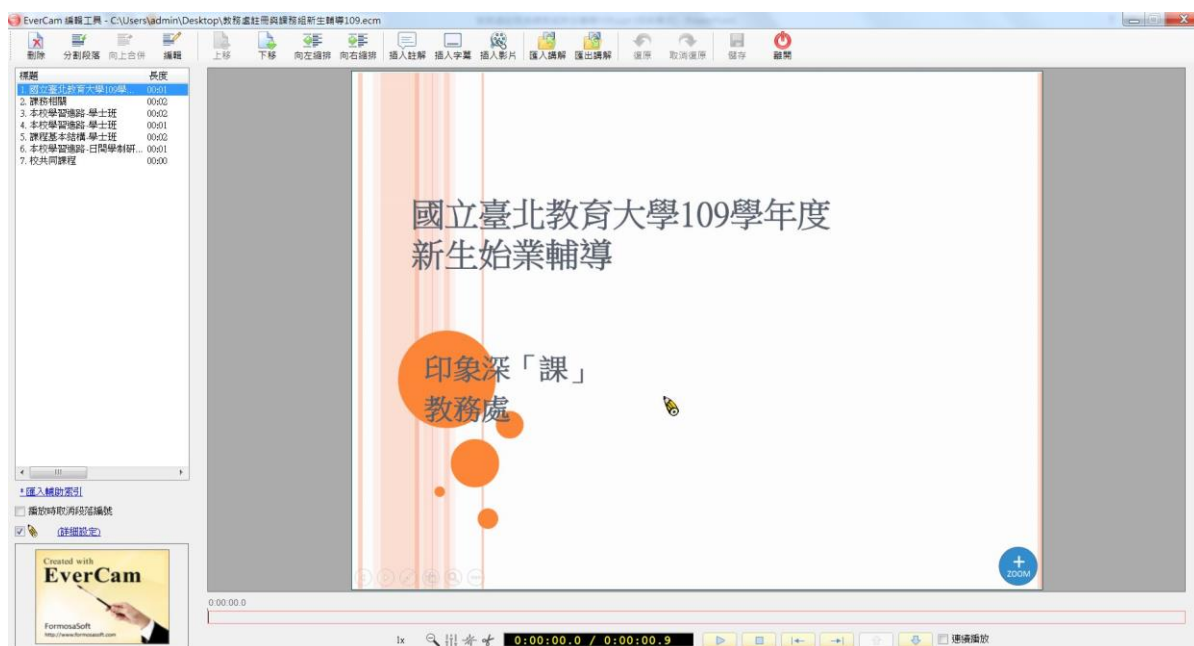 EverCam 編輯工具 - C:\Users\admin\Desktop\教務處註冊與課務組新生輔導109.ecm
刪除 分割段落 向上合併 編輯 上移 下移 向左縮排 向右縮排 插入註解 插入字幕 插入影片 匯入講解 匯出講解 復原 取消復原 儲存 離開
標題 長度
1. 國立臺北教育大學109學... 00:01
2. 課務相關 00:02
3. 本校學習進路-學士班 00:02
4. 本校學習進路-學士班 00:01
5. 課程基本結構-學士班 00:02
6. 本校學習進路-日間學制研... 00:01
7. 校共同課程 00:00
國立臺北教育大學109學年度
新生始業輔導
印象深「課」
教務處
ZOOM
*匯入輔助索引
播放時取消段落編號
(詳細設定)
Created with
EverCam
FormosaSoft
http://www.formosasoft.com
0:00:00.0
1x 0:00:00.0 / 0:00:00.9 連續播放